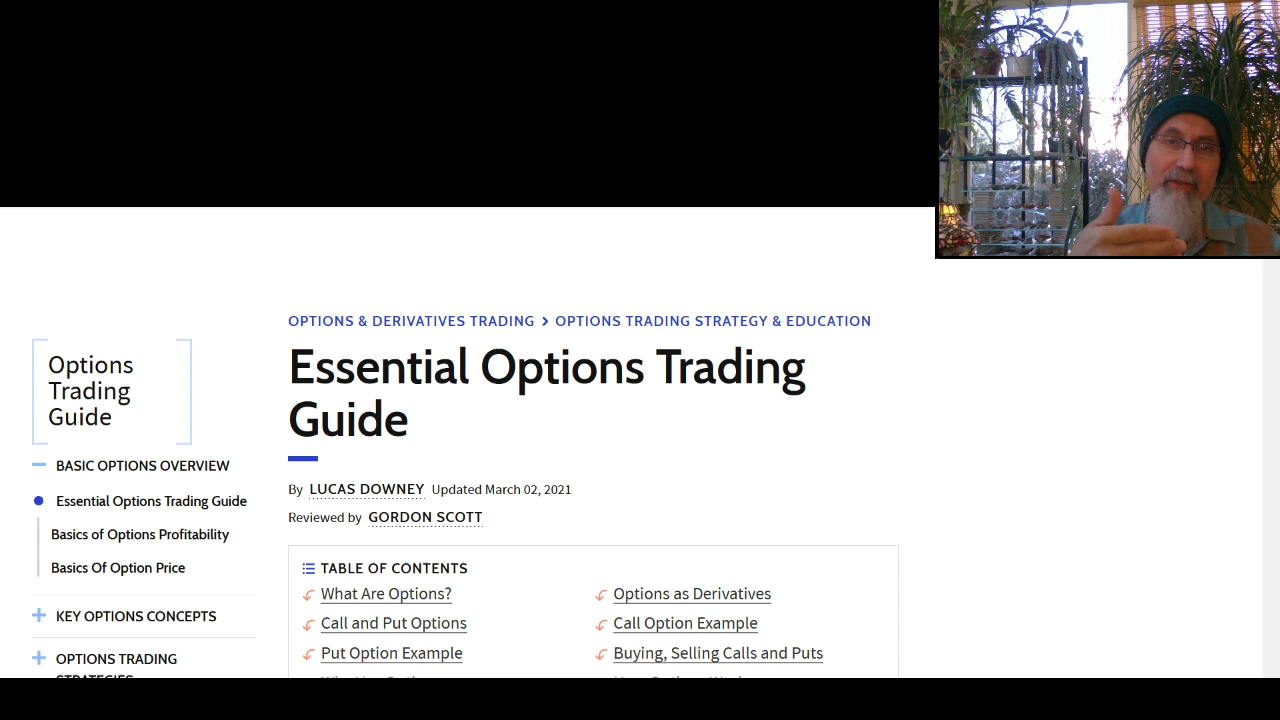 OPTIONS & DERIVATIVES TRADING > OPTIONS TRADING STRATEGY & EDUCATION
Essential Options Trading
Guide
By LUCAS DOWNEY Updated March 02, 2021
Reviewed by GORDON SCOTT
Options
Trading
Guide
BASIC OPTIONS OVERVIEW
Essential Options Trading Guide
Basics of Options Profitability
Basics Of Option Price
KEY OPTIONS CONCEPTS
OPTIONS TRADING
STRATEGIES
TABLE OF CONTENTS
What Are Options?
Call and Put Options
Put Option Example
Options as Derivatives
Call Option Example
Buying, Selling Calls and Puts